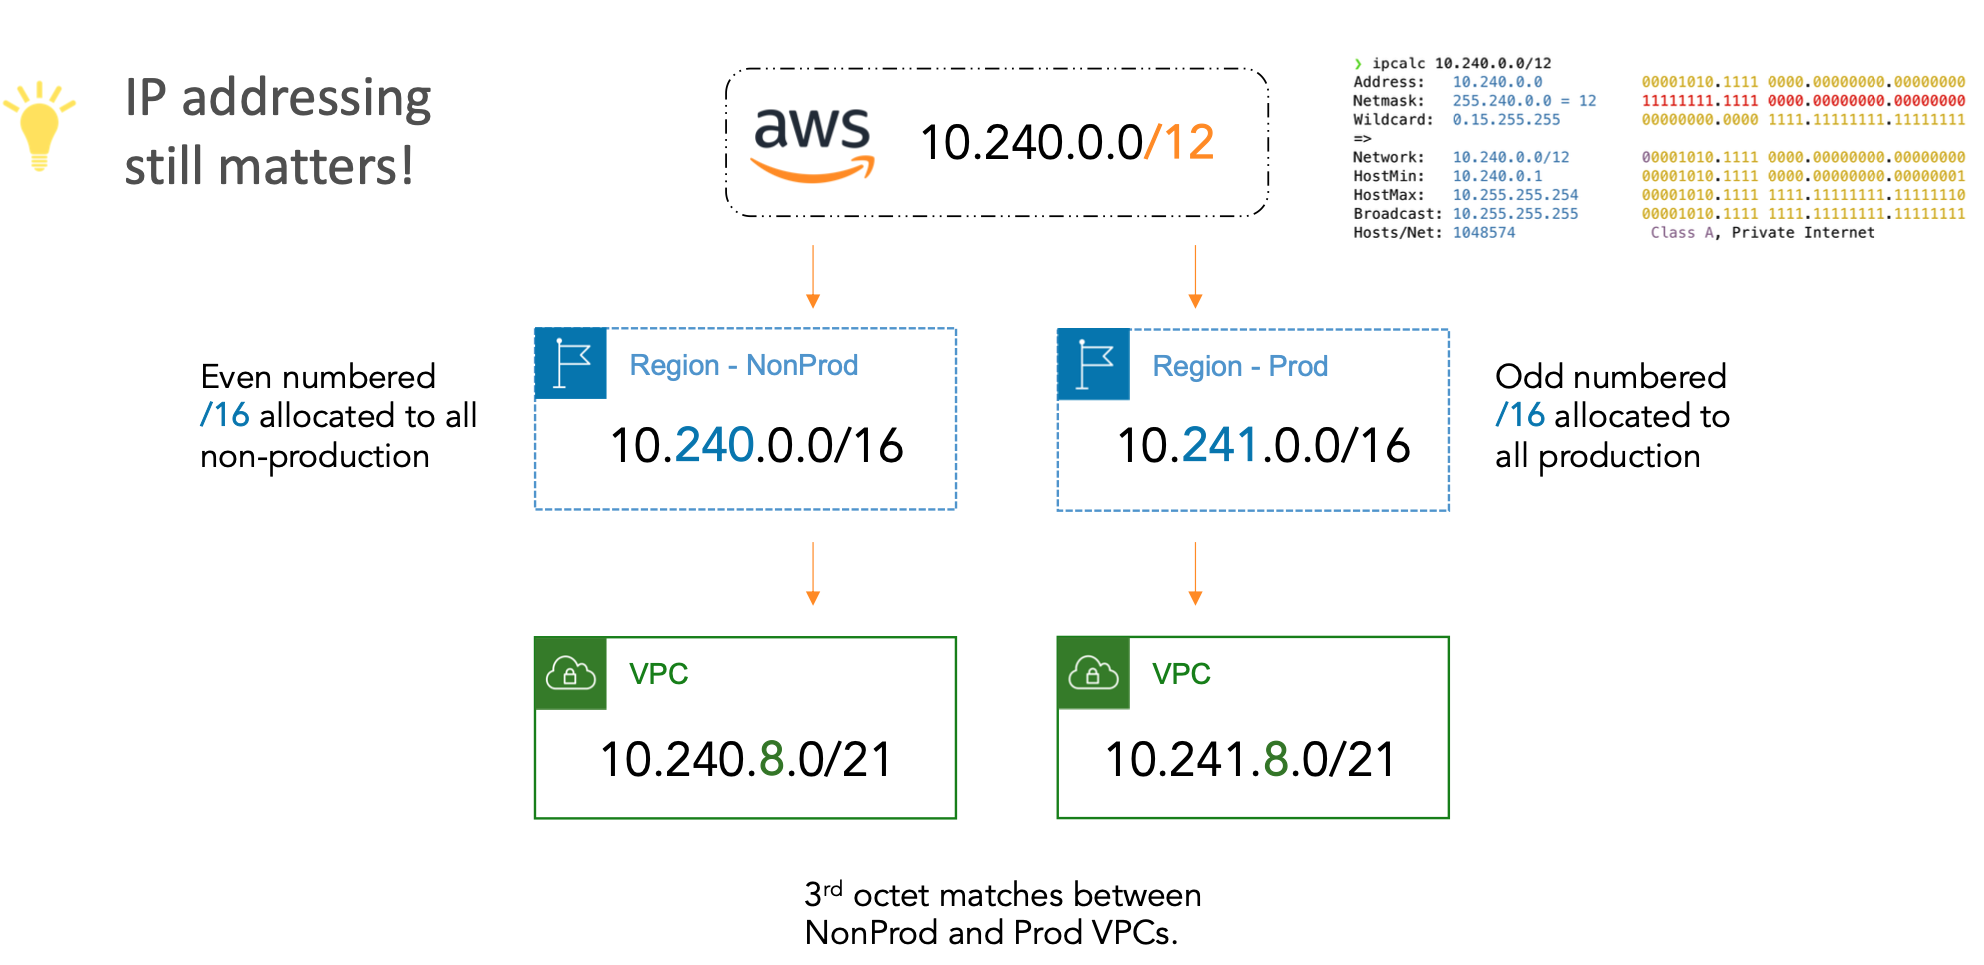 IP addressing
still matters!
aws 10.240.0.0/12
❯ ipcalc 10.240.0.0/12
Address: 10.240.0.0 00001010.1111 0000.00000000.00000000
Netmask: 255.240.0.0 = 12 11111111.1111 0000.00000000.00000000
Wildcard: 0.15.255.255 00000000.0000 1111.11111111.11111111
=>
Network: 10.240.0.0/12 00001010.1111 0000.00000000.00000000
HostMin: 10.240.0.1 00001010.1111 0000.00000000.00000001
HostMax: 10.255.255.254 00001010.1111 1111.11111111.11111110
Broadcast: 10.255.255.255 00001010.1111 1111.11111111.11111111
Hosts/Net: 1048574 Class A, Private Internet
Even numbered
/16 allocated to all
non-production
Region - NonProd
10.240.0.0/16
Region - Prod
10.241.0.0/16
Odd numbered
/16 allocated to
all production
VPC
10.240.8.0/21
VPC
10.241.8.0/21
3rd octet matches between
NonProd and Prod VPCs.